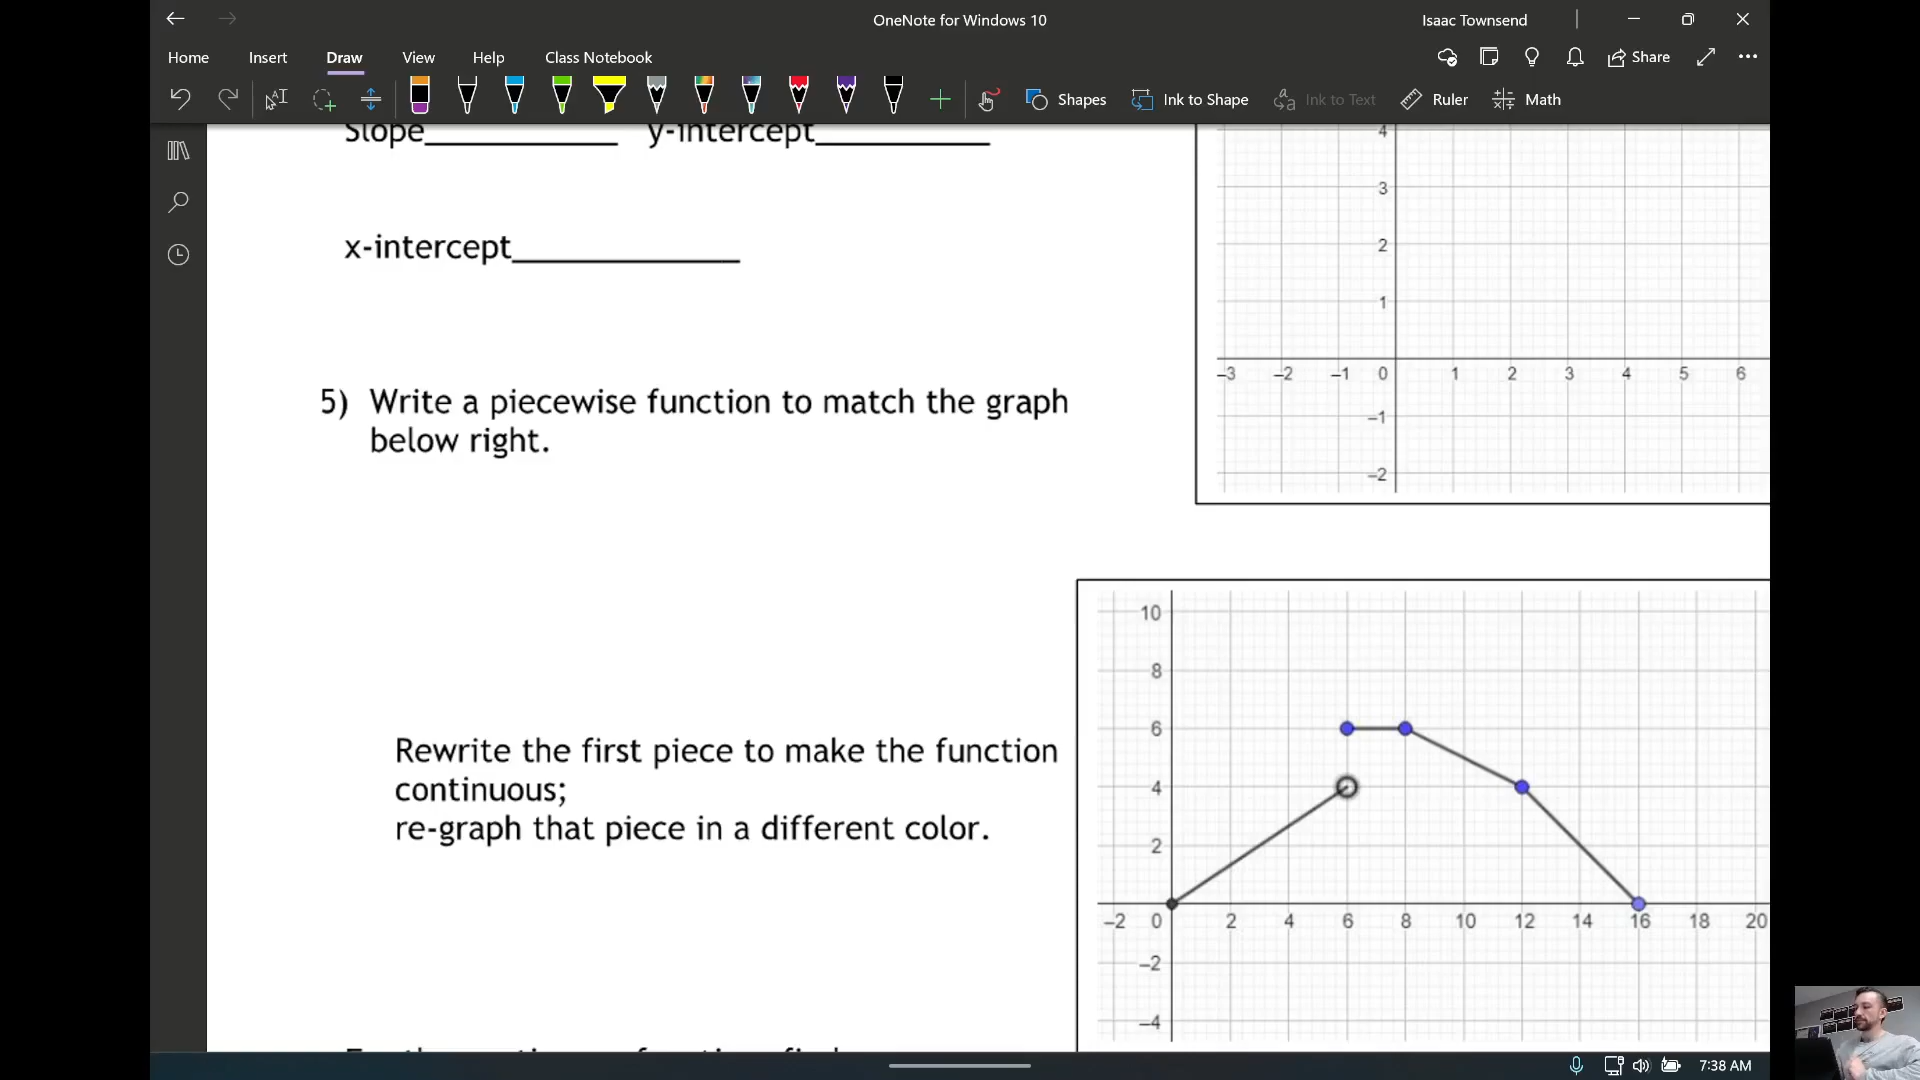 OneNote for Windows 10
Isaac Townsend
Home Insert Draw View Help Class Notebook
Share
Shapes
Ink to Shape
Ink to Text
Ruler
Math
Slope___________ y-intercept__________
x-intercept_____________
4
3
2
1
-3 -2 -1 0 1 2 3 4 5 6
-1
-2
5) Write a piecewise function to match the graph
below right.
Rewrite the first piece to make the function
continuous;
re-graph that piece in a different color.
10
8
6
4
2
-2 0 2 4 6 8 10 12 14 16 18 20
-2
-4
7:38 AM